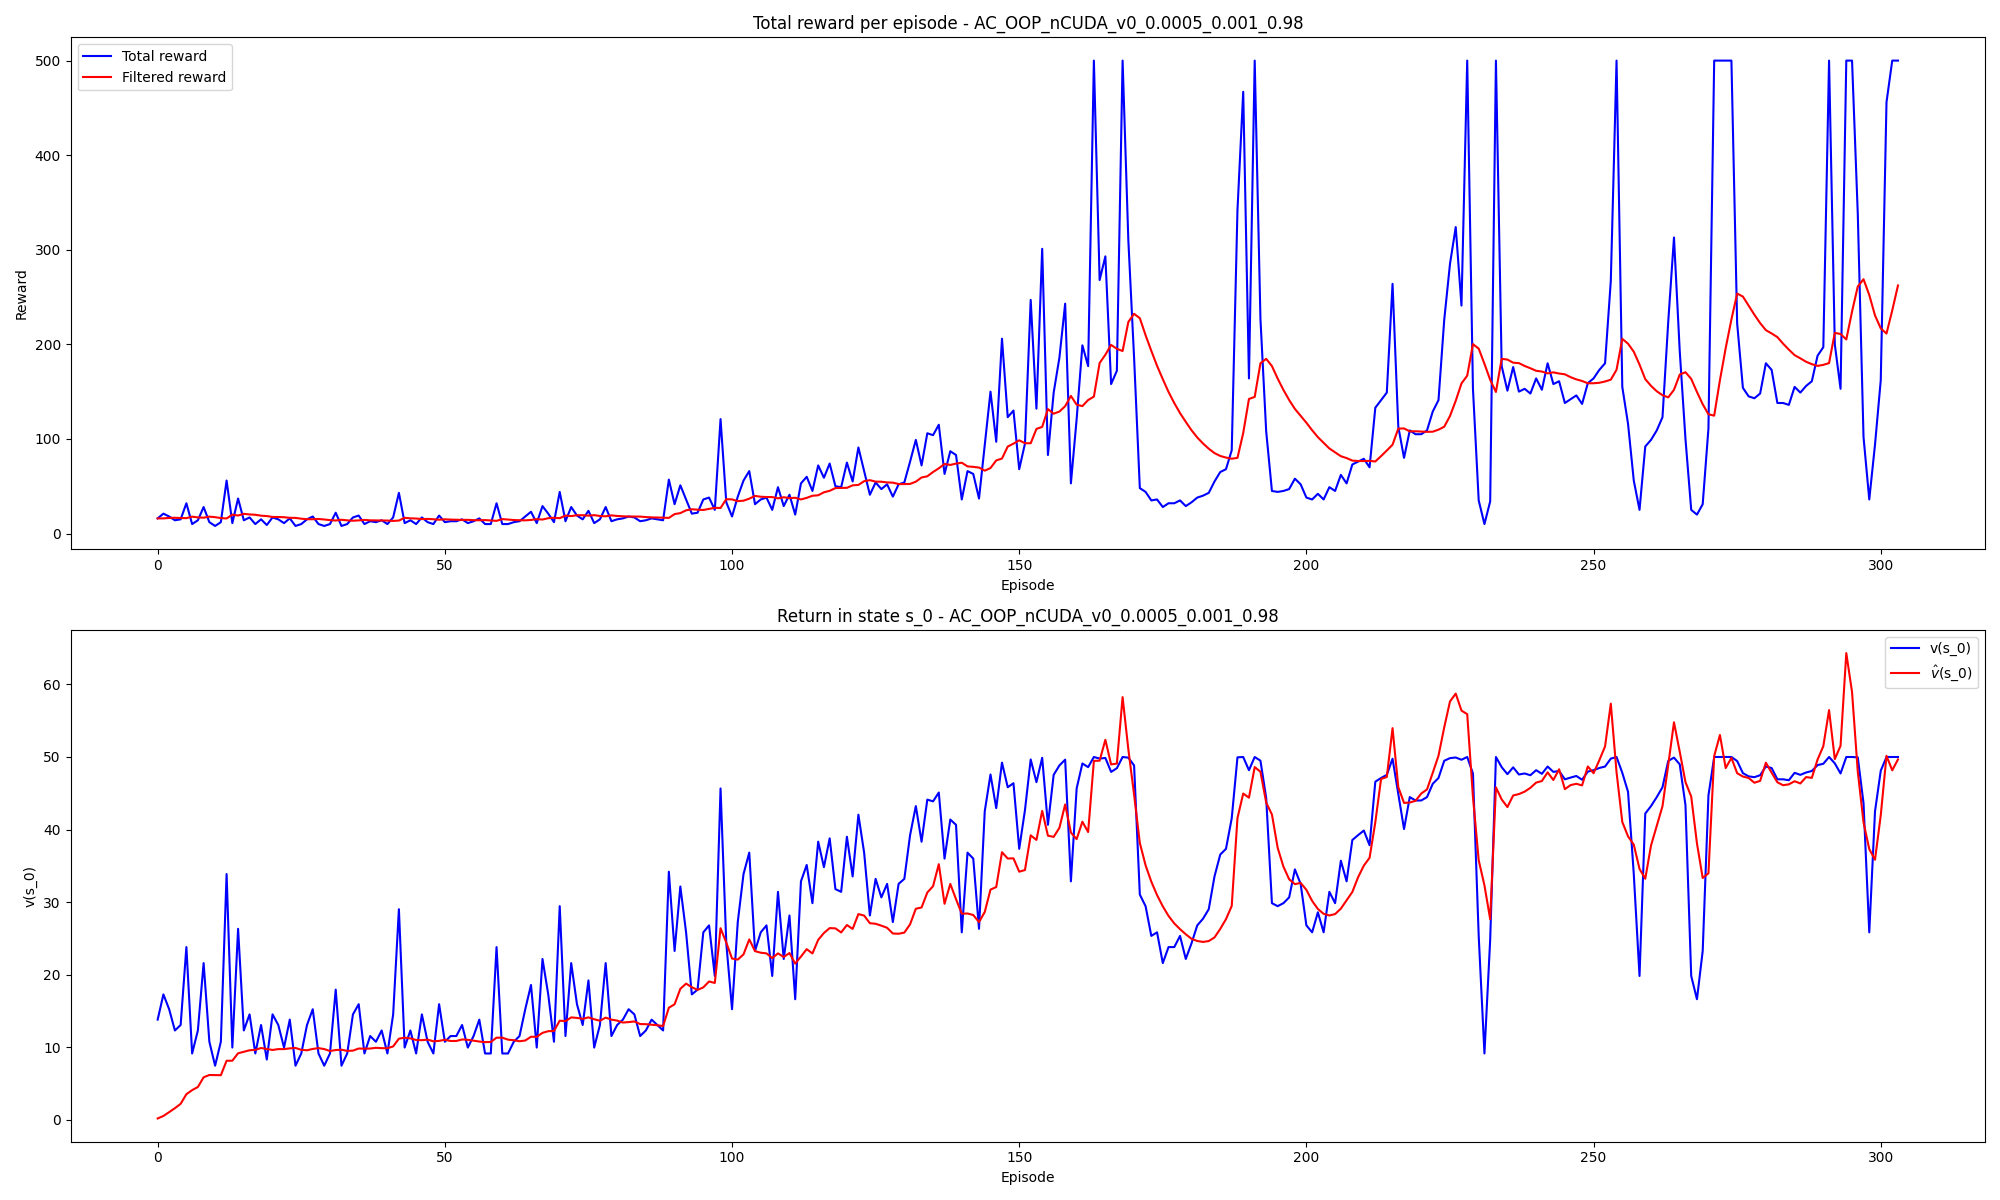 Total reward per episode - AC_OOP_nCUDA_v0_0.0005_0.001_0.98
Total reward
Filtered reward
500
400
300
200
100
0
Reward
0 50 100 150 200 250 300
Episode
Return in state s_0 - AC_OOP_nCUDA_v0_0.0005_0.001_0.98
v(s_0)
v̂(s_0)
60
50
40
30
20
10
0
v(s_0)
0 50 100 150 200 250 300
Episode